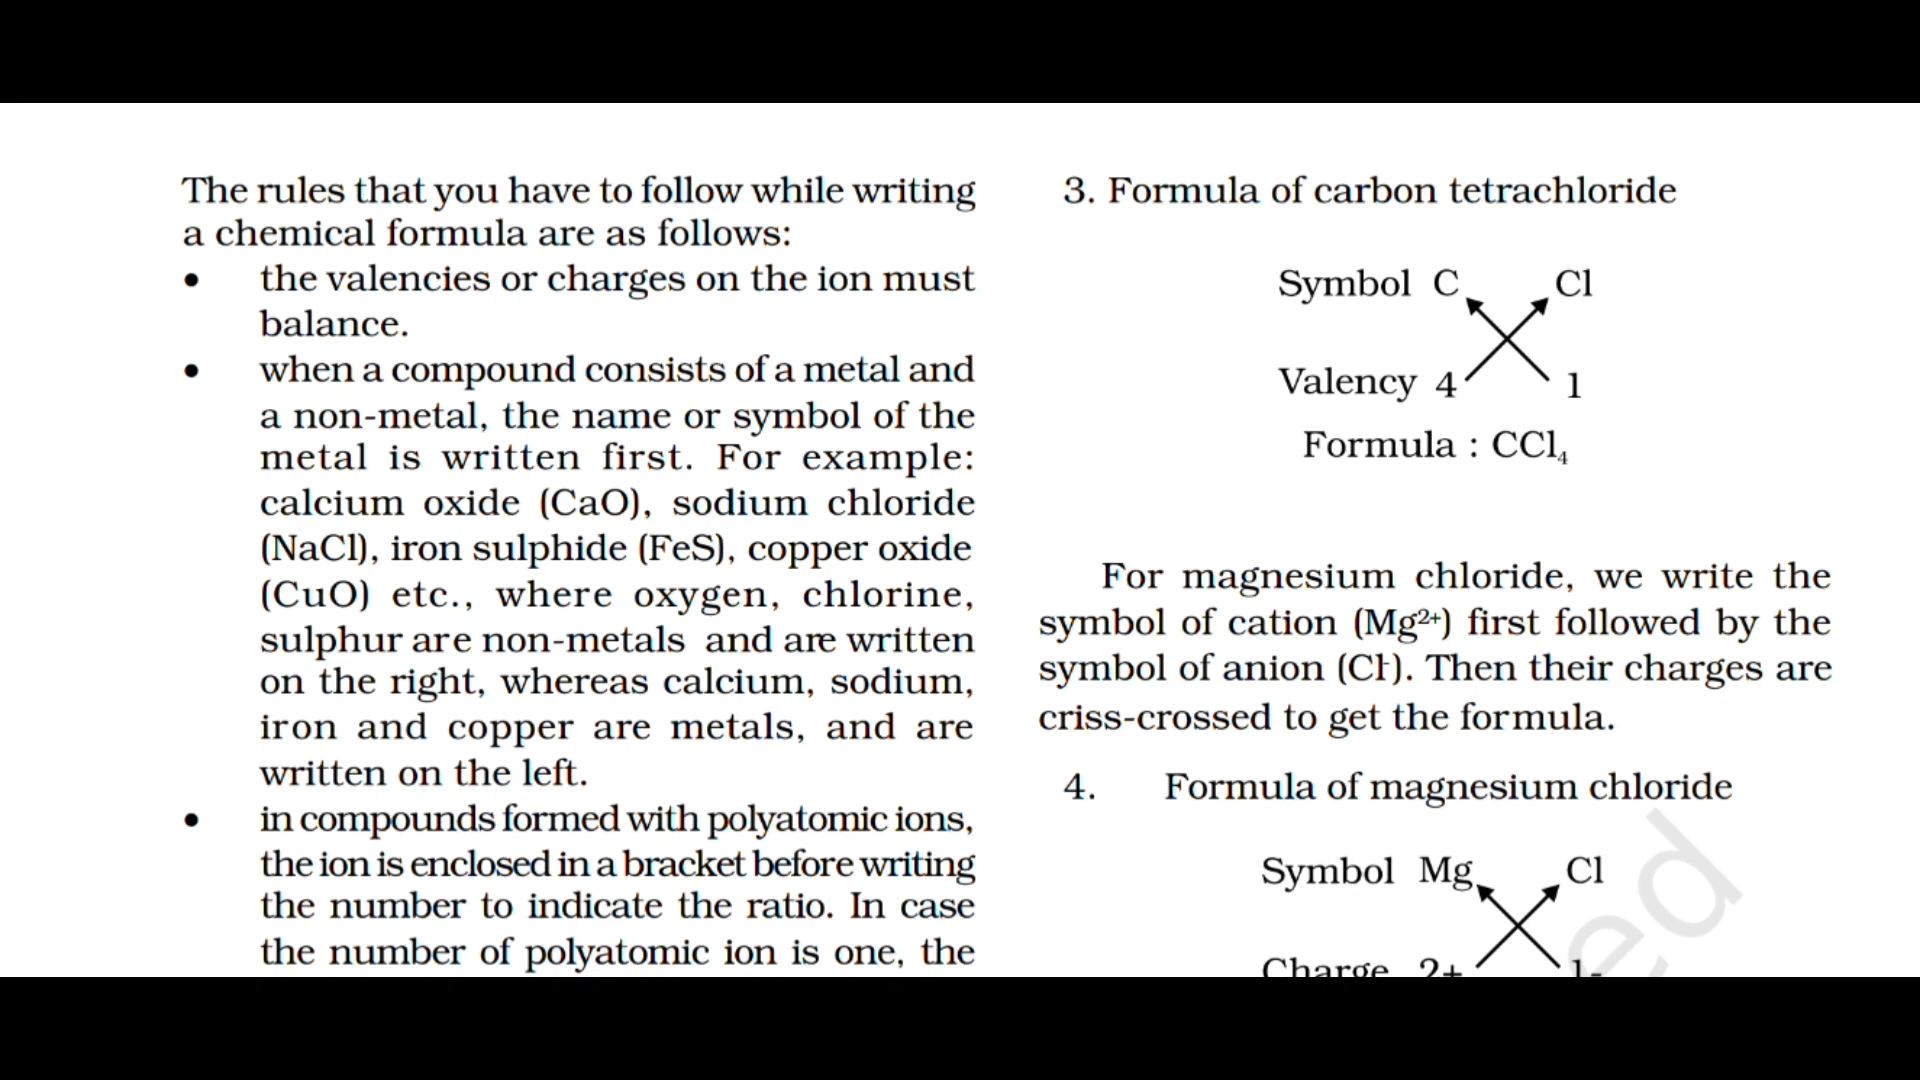 The rules that you have to follow while writing
a chemical formula are as follows:
• the valencies or charges on the ion must
balance.
• when a compound consists of a metal and
a non-metal, the name or symbol of the
metal is written first. For example:
calcium oxide (CaO), sodium chloride
(NaCl), iron sulphide (FeS), copper oxide
(CuO) etc., where oxygen, chlorine,
sulphur are non-metals and are written
on the right, whereas calcium, sodium,
iron and copper are metals, and are
written on the left.
• in compounds formed with polyatomic ions,
the ion is enclosed in a bracket before writing
the number to indicate the ratio. In case
the number of polyatomic ion is one, the
3. Formula of carbon tetrachloride
Symbol C Cl
Valency 4 1
Formula : CCl₄
For magnesium chloride, we write the
symbol of cation (Mg²⁺) first followed by the
symbol of anion (Cl⁻). Then their charges are
criss-crossed to get the formula.
4. Formula of magnesium chloride
Symbol Mg Cl
Charge 2+ 1-
ed